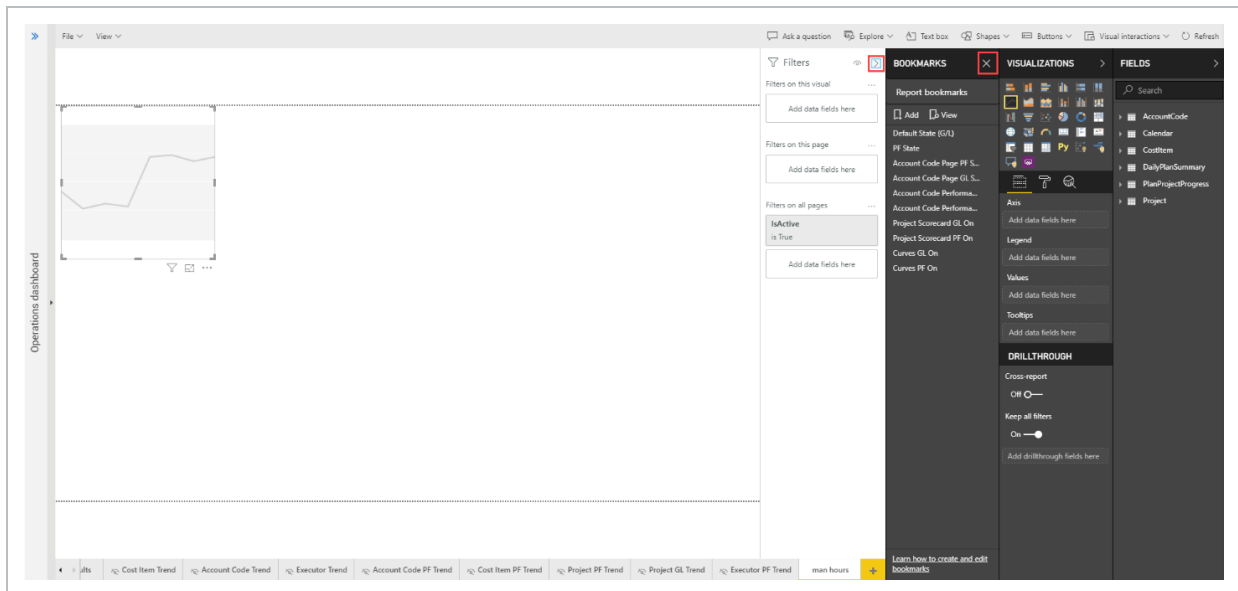 File View Ask a question Explore Text box Shapes Buttons Visual interactions Refresh
Operations dashboard
Filters
Filters on this visual
Add data fields here
Filters on this page
Add data fields here
Filters on all pages
IsActive
is True
Add data fields here
BOOKMARKS
Report bookmarks
Add View
Default State (G/L)
PF State
Account Code Page PF S...
Account Code Page GL S...
Account Code Performa...
Account Code Performa...
Project Scorecard GL On
Project Scorecard PF On
Curves GL On
Curves PF On
Learn how to create and edit
bookmarks
VISUALIZATIONS
Py
Axis
Add data fields here
Legend
Add data fields here
Values
Add data fields here
Tooltips
Add data fields here
DRILLTHROUGH
Cross-report
Off
Keep all filters
On
Add drillthrough fields here
FIELDS
Search
AccountCode
Calendar
CostItem
DailyPlanSummary
PlanProjectProgress
Project
ults Cost Item Trend Account Code Trend Executor Trend Account Code PF Trend Cost Item PF Trend Project PF Trend Project GL Trend Executor PF Trend man hours +